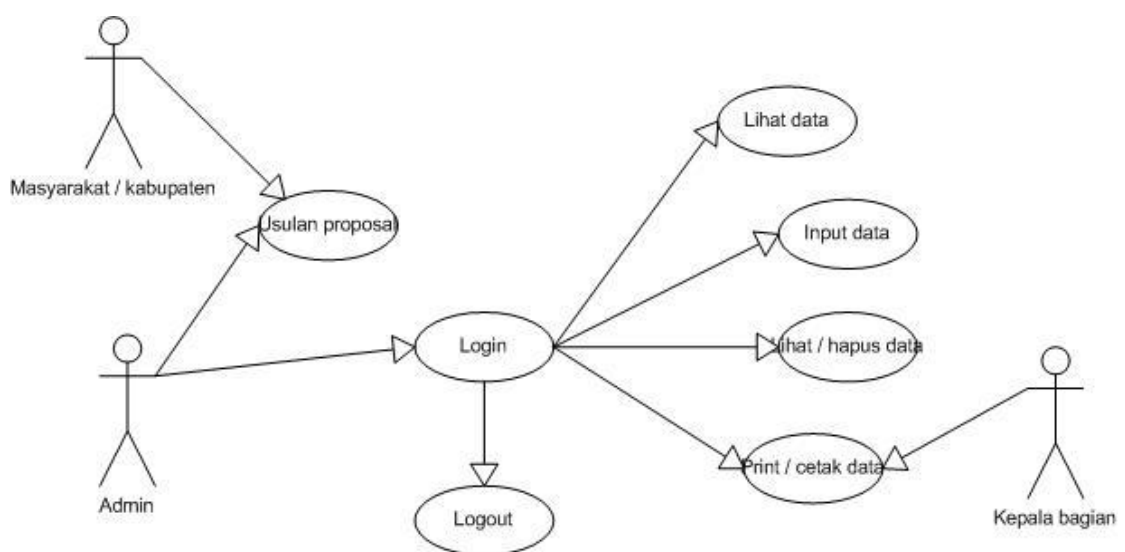 Lihat data
Masyarakat / kabupaten
Usulan proposal
Input data
Login
Lihat / hapus data
Print / cetak data
Admin
Logout
Kepala bagian